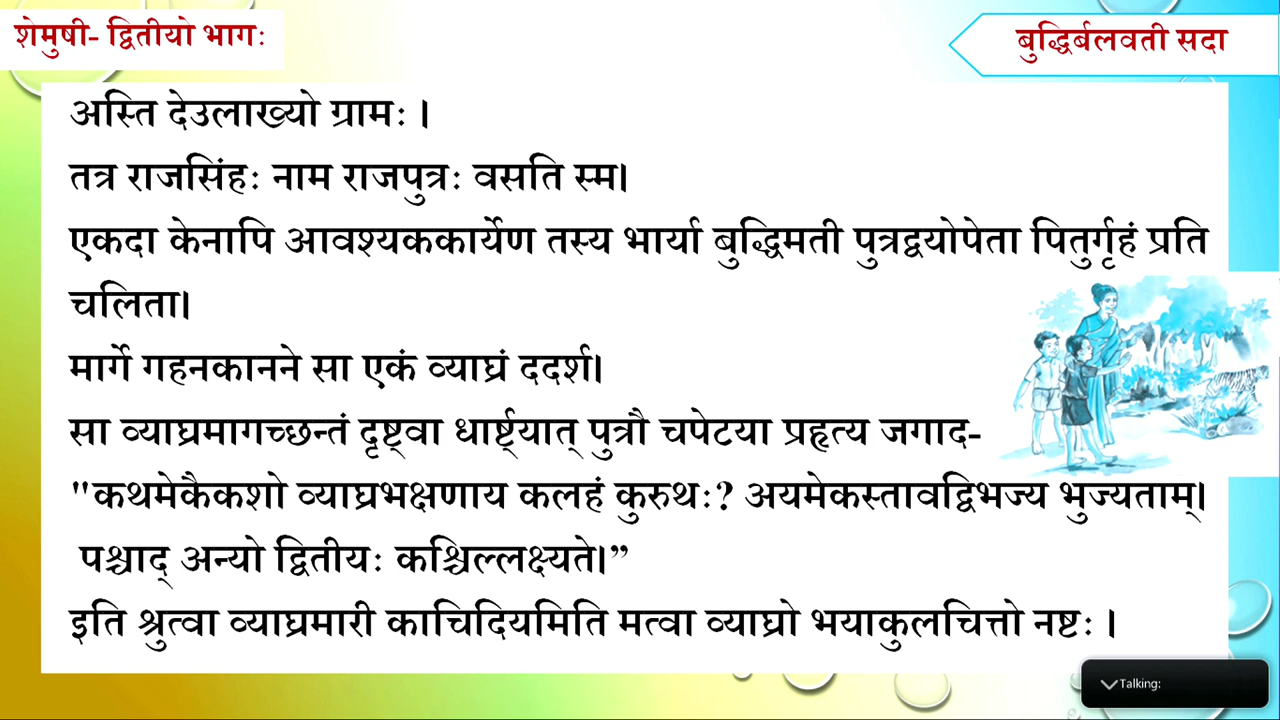 शेमुषी- द्वितीयो भागः
बुद्धिर्बलवती सदा
अस्ति देउलाख्यो ग्रामः ।
तत्र राजसिंहः नाम राजपुत्रः वसति स्म।
एकदा केनापि आवश्यककार्येण तस्य भार्या बुद्धिमती पुत्रद्वयोपेता पितुर्गृहं प्रति
चलिता।
मार्गे गहनकानने सा एकं व्याघ्रं ददर्श।
सा व्याघ्रमागच्छन्तं दृष्ट्वा धार्ष्ट्यात् पुत्रौ चपेटया प्रहृत्य जगाद-
"कथमेकैकशो व्याघ्रभक्षणाय कलहं कुरुथः? अयमेकस्तावद्विभज्य भुज्यताम्।
पश्चाद् अन्यो द्वितीयः कश्चिल्लक्ष्यते।”
इति श्रुत्वा व्याघ्रमारी काचिदियमिति मत्वा व्याघ्रो भयाकुलचित्तो नष्टः ।
Talking: